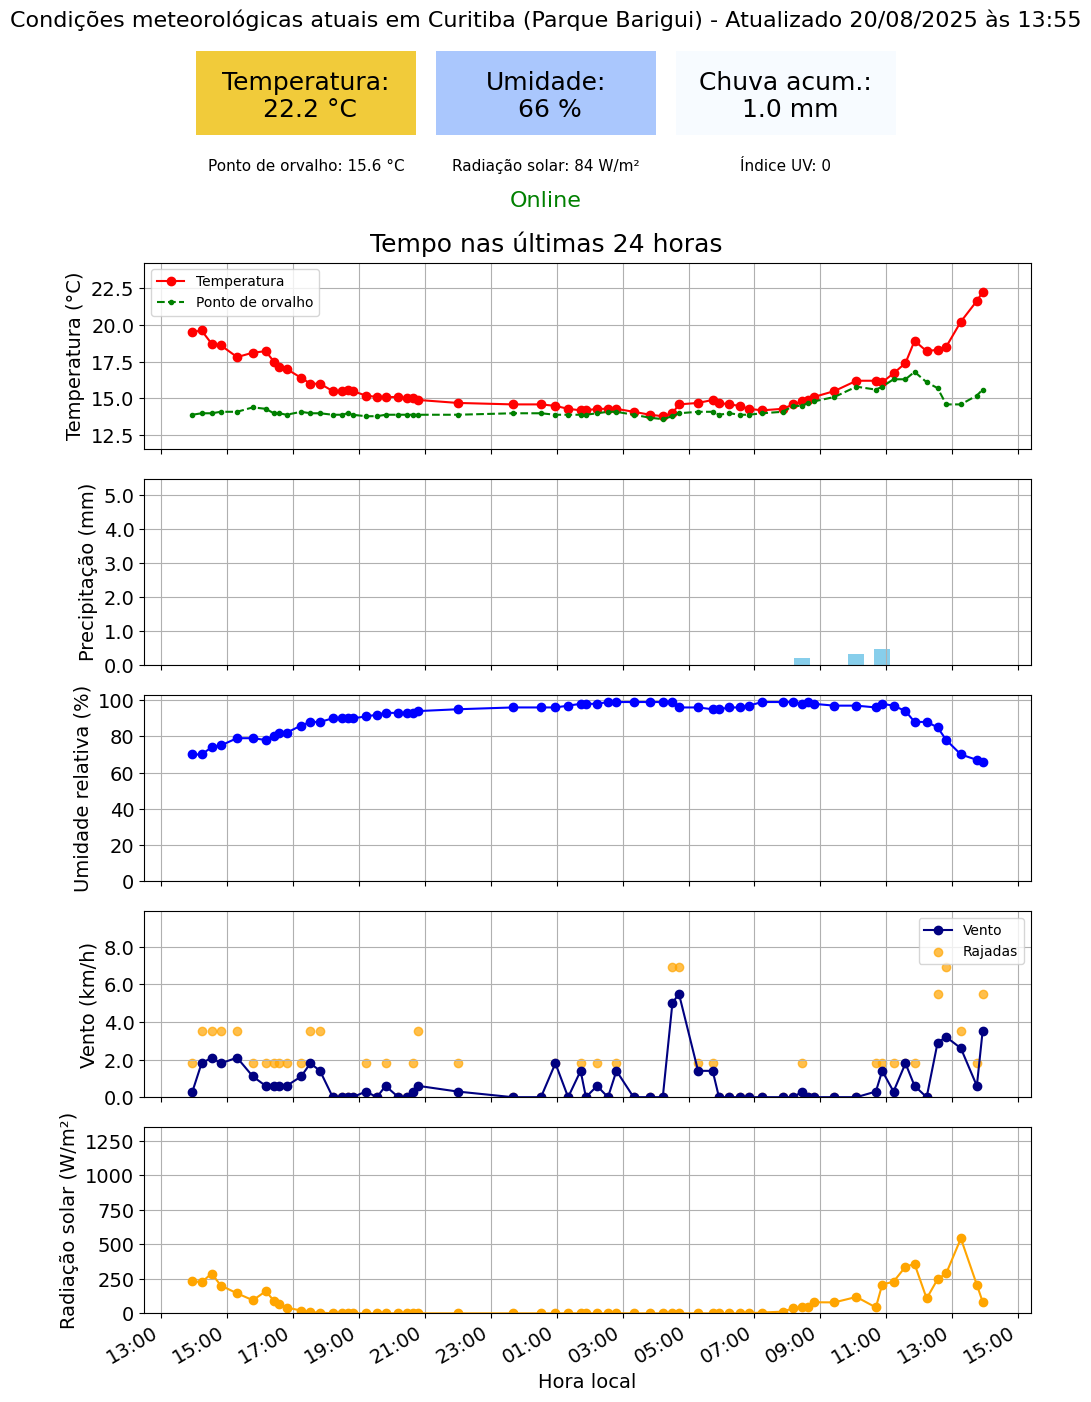 Condições meteorológicas atuais em Curitiba (Parque Barigui) - Atualizado 20/08/2025 às 13:55
Temperatura:
22.2 °C
Umidade:
66 %
Chuva acum.:
1.0 mm
Ponto de orvalho: 15.6 °C
Radiação solar: 84 W/m²
Índice UV: 0
Online
Tempo nas últimas 24 horas
Temperatura (°C)
22.5
20.0
17.5
15.0
12.5
Temperatura
Ponto de orvalho
Precipitação (mm)
5.0
4.0
3.0
2.0
1.0
0.0
Umidade relativa (%)
100
80
60
40
20
0
Vento (km/h)
8.0
6.0
4.0
2.0
0.0
Vento
Rajadas
Radiação solar (W/m²)
1250
1000
750
500
250
0
13:00
15:00
17:00
19:00
21:00
23:00
01:00
03:00
05:00
07:00
09:00
11:00
13:00
15:00
Hora local